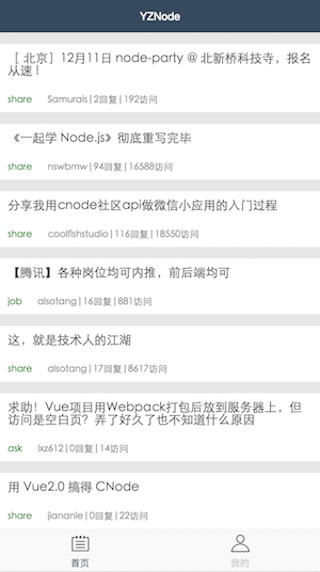 YZNode
［ 北京］12月11日 node-party @ 北新桥科技寺，报名
从速！
share Samurais | 2回复 | 192访问
《一起学 Node.js》彻底重写完毕
share nswbmw | 94回复 | 16588访问
分享我用cnode社区api做微信小应用的入门过程
share coolfishstudio | 116回复 | 18550访问
【腾讯】各种岗位均可内推，前后端均可
job alsotang | 16回复 | 881访问
这，就是技术人的江湖
share alsotang | 17回复 | 8617访问
求助！Vue项目用Webpack打包后放到服务器上，但
访问是空白页？弄了好久了也不知道什么原因
ask lxz612 | 0回复 | 14访问
用 Vue2.0 搞得 CNode
share jiananle | 0回复 | 22访问
首页 我的